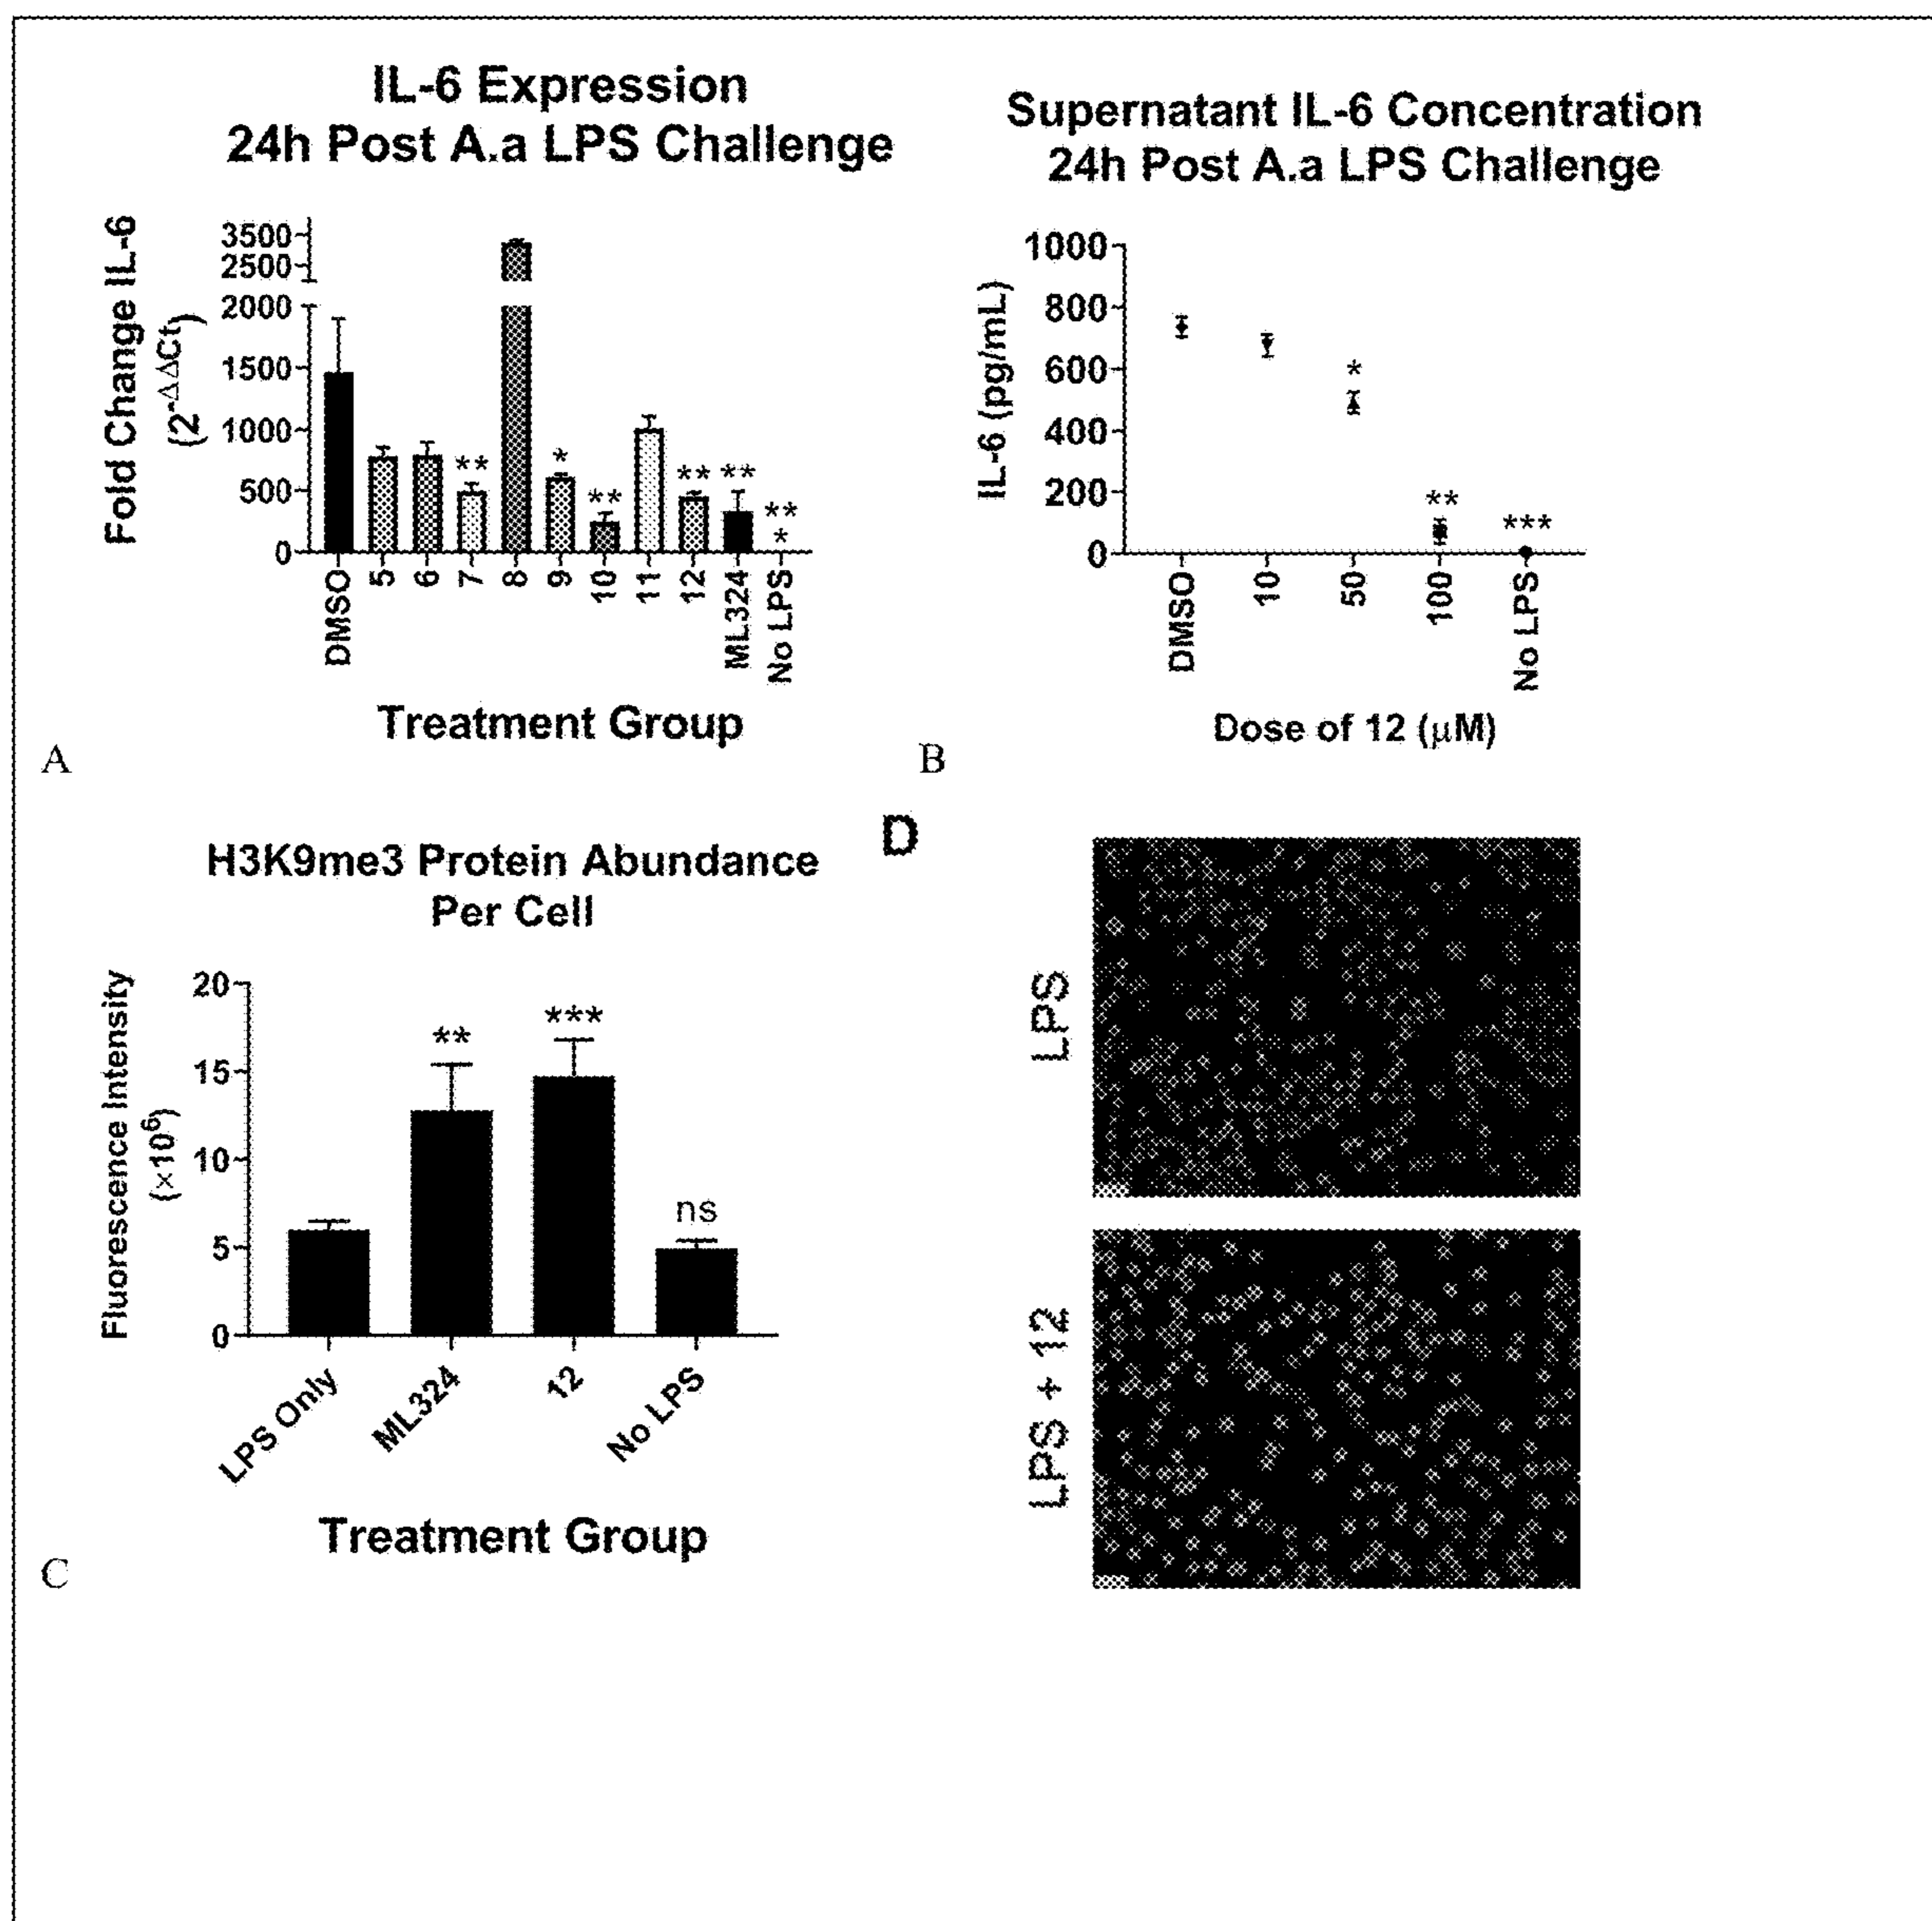 IL-6 Expression
24h Post A.a LPS Challenge
Fold Change IL-6
(2^-ΔΔCt)
3500
2500
2000
1500
1000
500
0
**
*
**
**
**
**
*
DMSO
5
6
7
8
9
10
11
12
ML324
No LPS
Treatment Group
A
Supernatant IL-6 Concentration
24h Post A.a LPS Challenge
IL-6 (pg/mL)
1000
800
600
400
200
0
*
**
***
DMSO
10
50
100
No LPS
Dose of 12 (μM)
B
H3K9me3 Protein Abundance
Per Cell
Fluorescence Intensity
(×10⁶)
20
15
10
5
0
**
***
ns
LPS Only
ML324
12
No LPS
Treatment Group
C
D
LPS
LPS + 12